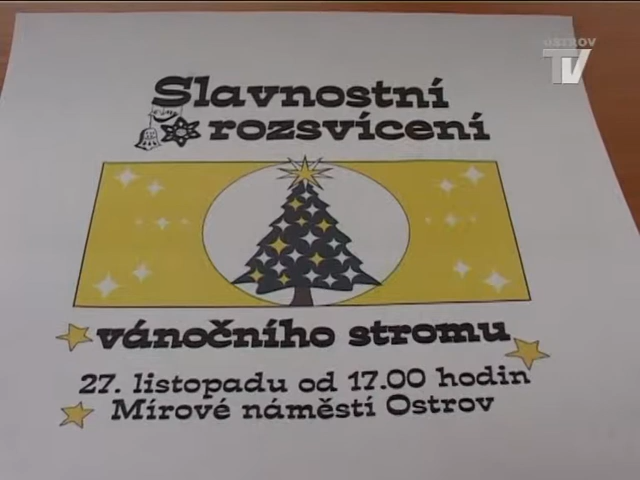 OSTROV
TV
Slavnostní
rozsvícení
vánočního stromu
27. listopadu od 17.00 hodin
Mírové náměstí Ostrov